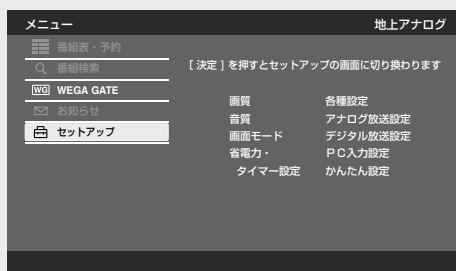 メニュー
地上アナログ
番組表・予約
番組検索
WG WEGA GATE
お知らせ
セットアップ
[ 決定 ] を押すとセットアップの画面に切り換わります
画質 各種設定
音質 アナログ放送設定
画面モード デジタル放送設定
省電力・ ＰＣ入力設定
タイマー設定 かんたん設定